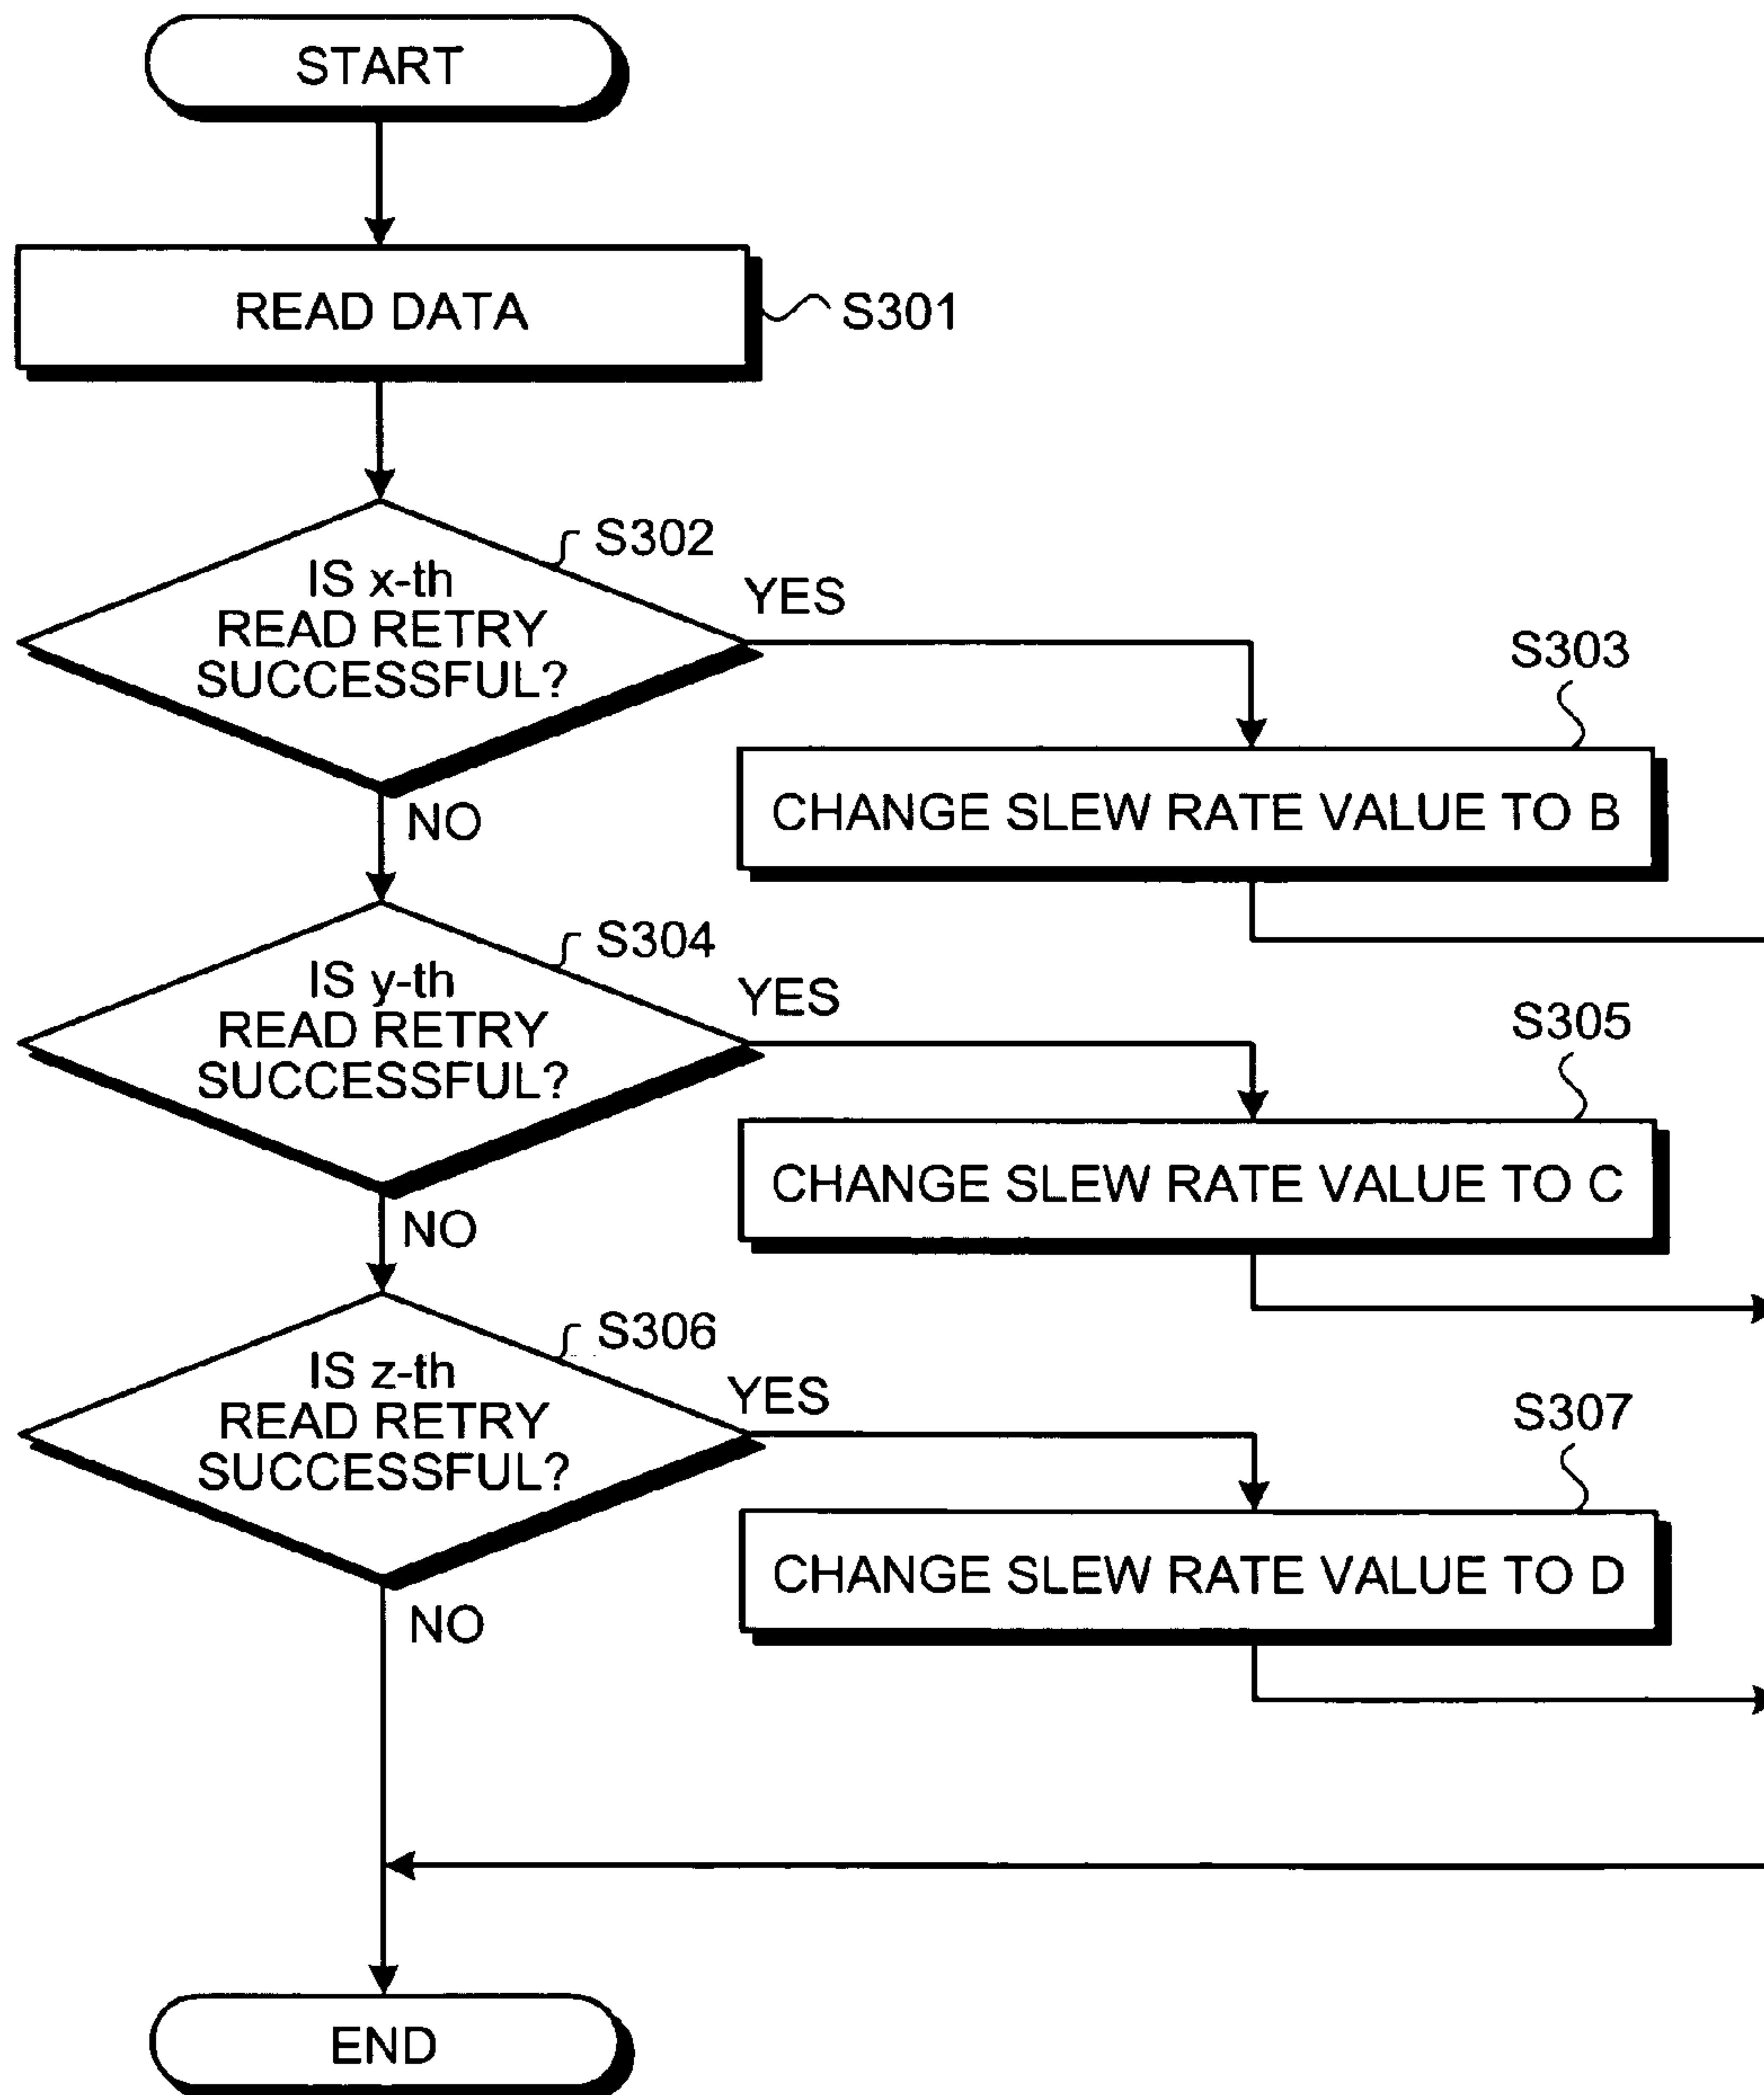 START
READ DATA
S301
S302
IS x-th
READ RETRY
SUCCESSFUL?
YES
NO
S303
CHANGE SLEW RATE VALUE TO B
S304
IS y-th
READ RETRY
SUCCESSFUL?
YES
NO
S305
CHANGE SLEW RATE VALUE TO C
S306
IS z-th
READ RETRY
SUCCESSFUL?
YES
NO
S307
CHANGE SLEW RATE VALUE TO D
END